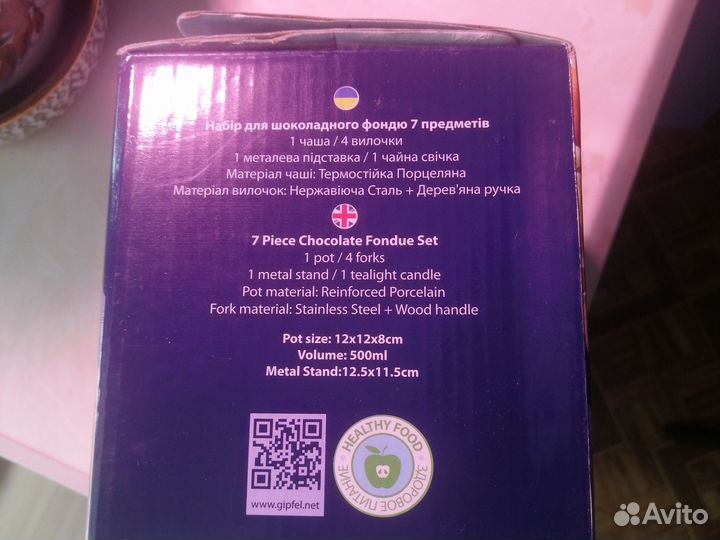 Набір для шоколадного фондю 7 предметів
1 чаша / 4 вилочки
1 металева підставка / 1 чайна свічка
Матеріал чаші: Термостійка Порцеляна
Матеріал вилочок: Нержавіюча Сталь + Дерев'яна ручка
7 Piece Chocolate Fondue Set
1 pot / 4 forks
1 metal stand / 1 tealight candle
Pot material: Reinforced Porcelain
Fork material: Stainless Steel + Wood handle
Pot size: 12x12x8cm
Volume: 500ml
Metal Stand:12.5x11.5cm
HEALTHY FOOD
ЗДОРОВОЕ ПИТАНИЕ
www.gipfel.net
Avito